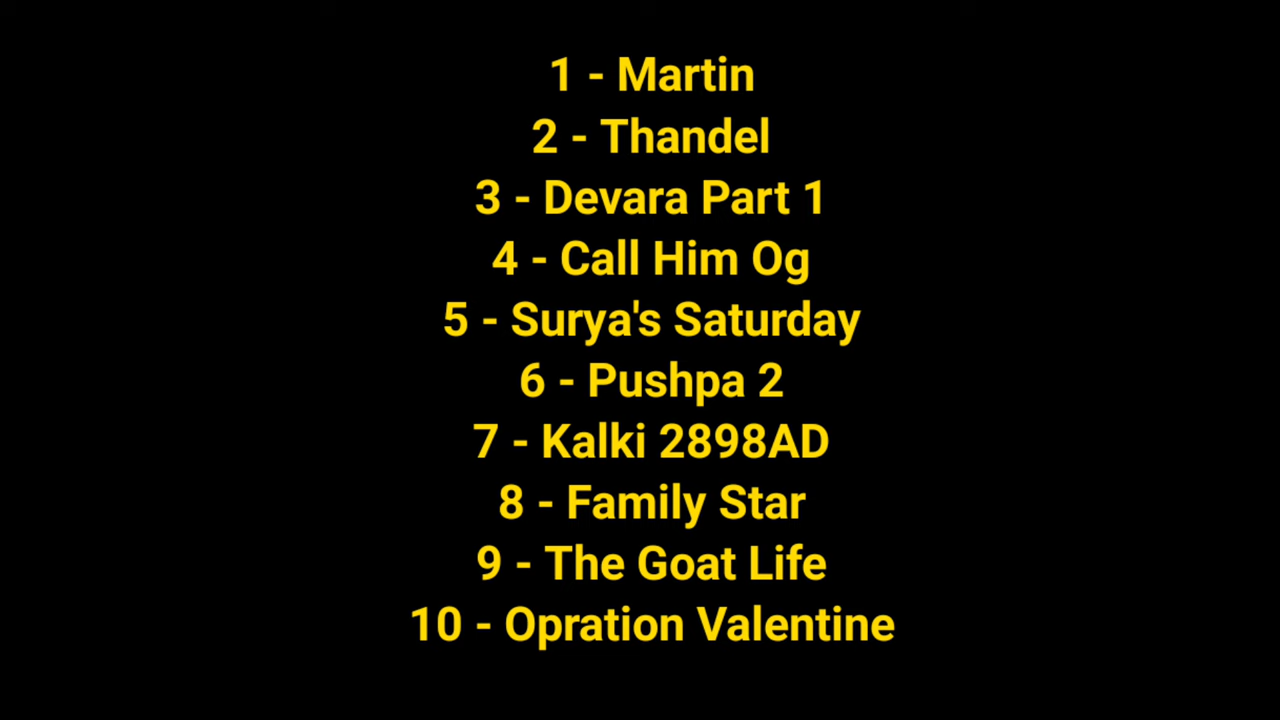 1 - Martin
2 - Thandel
3 - Devara Part 1
4 - Call Him Og
5 - Surya's Saturday
6 - Pushpa 2
7 - Kalki 2898AD
8 - Family Star
9 - The Goat Life
10 - Opration Valentine